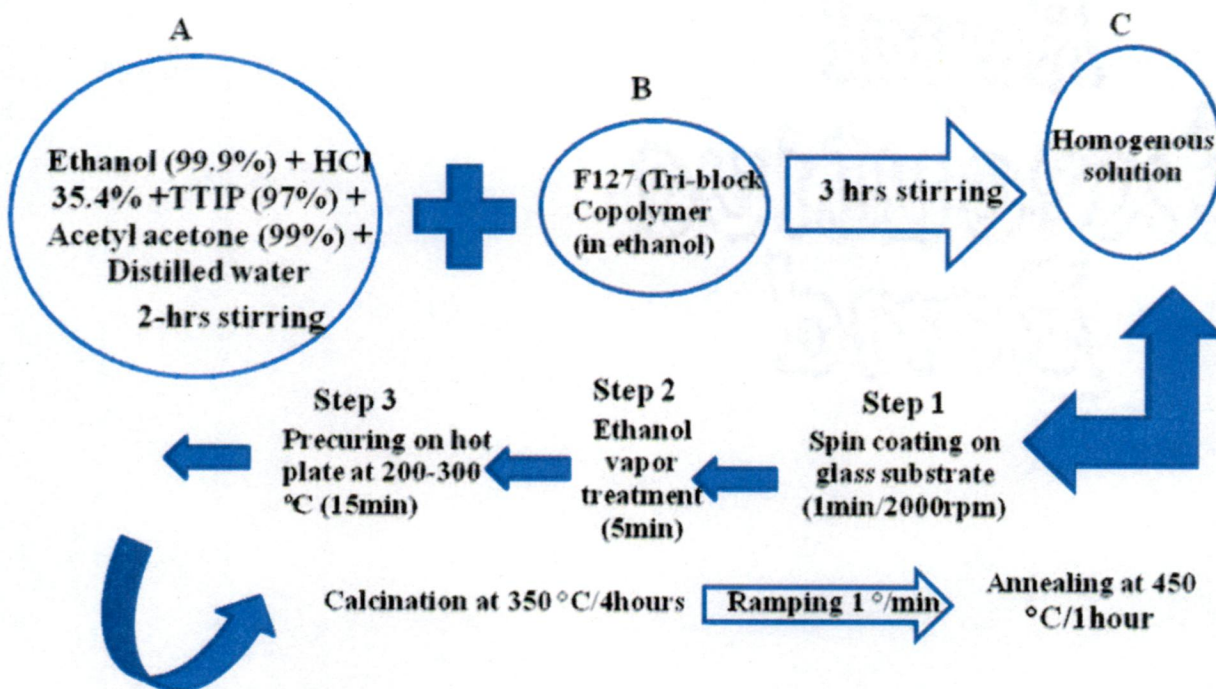 A
Ethanol (99.9%) + HCl
35.4% +TTIP (97%) +
Acetyl acetone (99%) +
Distilled water
2-hrs stirring
B
F127 (Tri-block
Copolymer
(in ethanol)
3 hrs stirring
C
Homogenous
solution
Step 1
Spin coating on
glass substrate
(1min/2000rpm)
Step 2
Ethanol
vapor
treatment
(5min)
Step 3
Precuring on hot
plate at 200-300
°C (15min)
Calcination at 350 °C/4hours
Ramping 1 °/min
Annealing at 450
°C/1hour